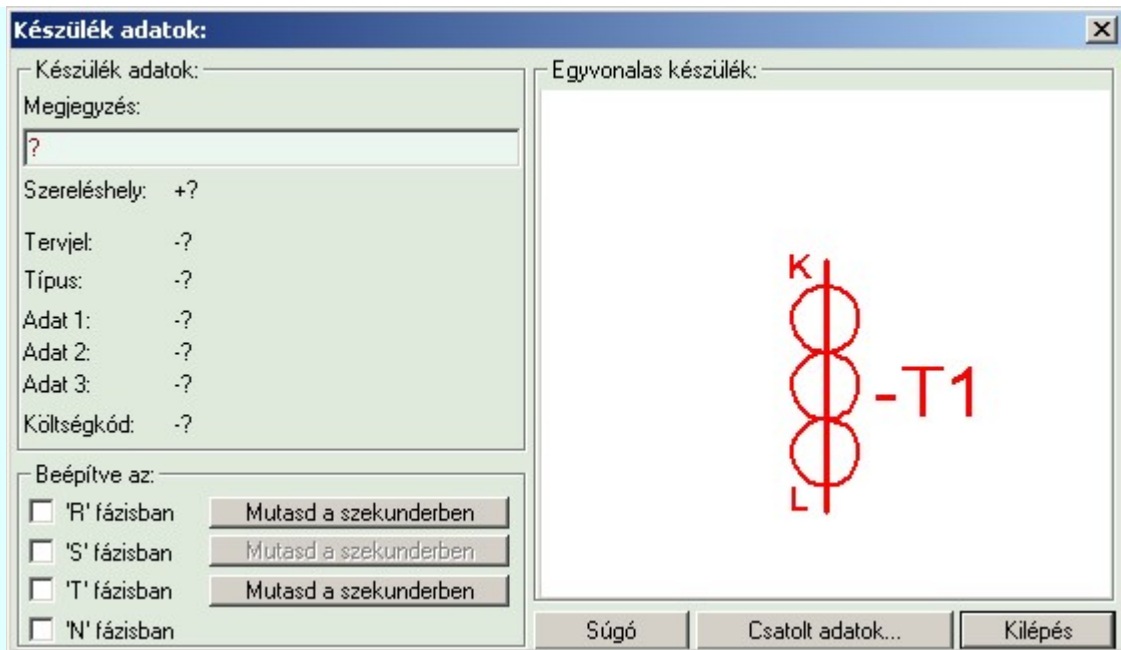 Készülék adatok:
Készülék adatok:
Megjegyzés:
?
Szereléshely: +?
Tervjel: -?
Típus: -?
Adat 1: -?
Adat 2: -?
Adat 3: -?
Költségkód: -?
Beépítve az:
'R' fázisban Mutasd a szekunderben
'S' fázisban Mutasd a szekunderben
'T' fázisban Mutasd a szekunderben
'N' fázisban
Egyvonalas készülék:
K
-T1
L
Súgó Csatolt adatok... Kilépés